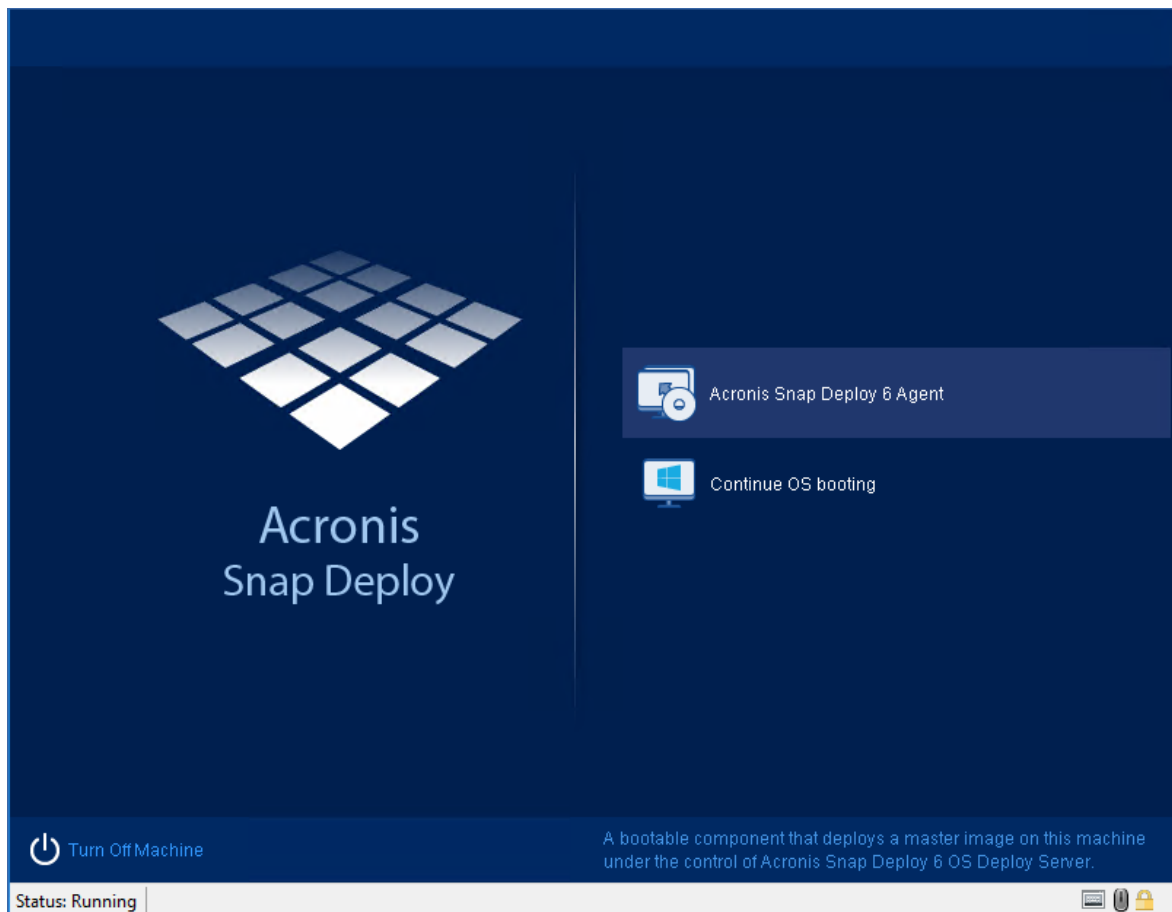 Acronis
Snap Deploy
Acronis Snap Deploy 6 Agent
Continue OS booting
Turn Off Machine
A bootable component that deploys a master image on this machine
under the control of Acronis Snap Deploy 6 OS Deploy Server.
Status: Running